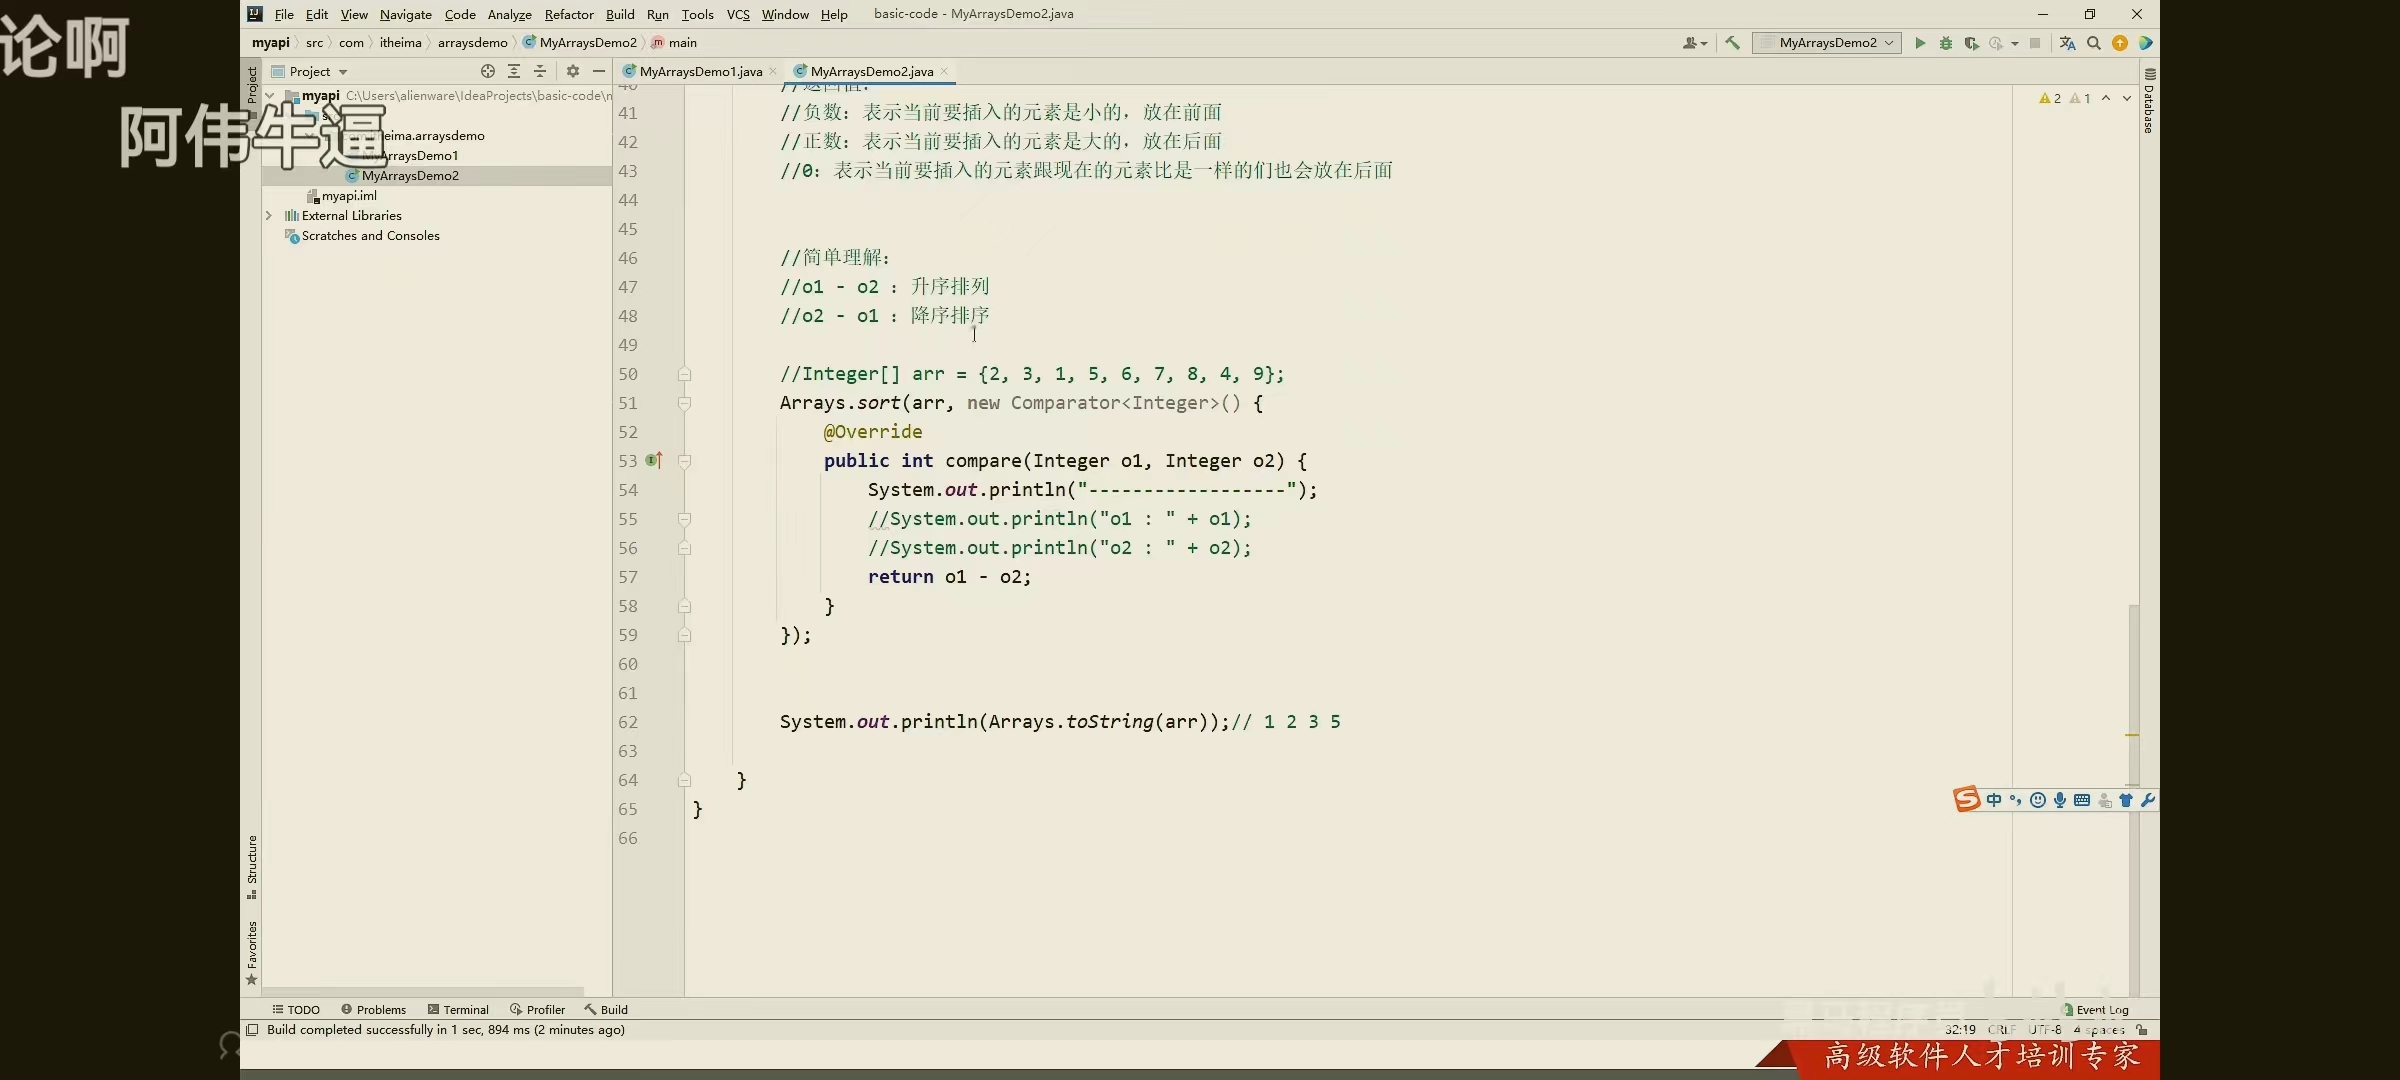 论啊
阿伟牛逼
File Edit View Navigate Code Analyze Refactor Build Run Tools VCS Window Help basic-code - MyArraysDemo2.java
myapi src com itheima arraysdemo MyArraysDemo2 main
MyArraysDemo2
Project
MyArraysDemo1.java
MyArraysDemo2.java
Project
myapi C:\Users\alienware\IdeaProjects\basic-code\
MyArraysDemo1
MyArraysDemo2
myapi.iml
External Libraries
Scratches and Consoles
40 //返回值：
41 //负数：表示当前要插入的元素是小的，放在前面
42 //正数：表示当前要插入的元素是大的，放在后面
43 //0：表示当前要插入的元素跟现在的元素比是一样的们也会放在后面
44
45
46 //简单理解：
47 //o1 - o2 : 升序排列
48 //o2 - o1 : 降序排序
49
50 //Integer[] arr = {2, 3, 1, 5, 6, 7, 8, 4, 9};
51 Arrays.sort(arr, new Comparator<Integer>() {
52 @Override
53 public int compare(Integer o1, Integer o2) {
54 System.out.println("------------------");
55 //System.out.println("o1 : " + o1);
56 //System.out.println("o2 : " + o2);
57 return o1 - o2;
58 }
59 });
60
61
62 System.out.println(Arrays.toString(arr));// 1 2 3 5
63
64 }
65 }
66
2 1
Database
Structure
Favorites
中
TODO Problems Terminal Profiler Build Event Log
Build completed successfully in 1 sec, 894 ms (2 minutes ago) 32:19 CRLF UTF-8 4 spaces
高级软件人才培训专家